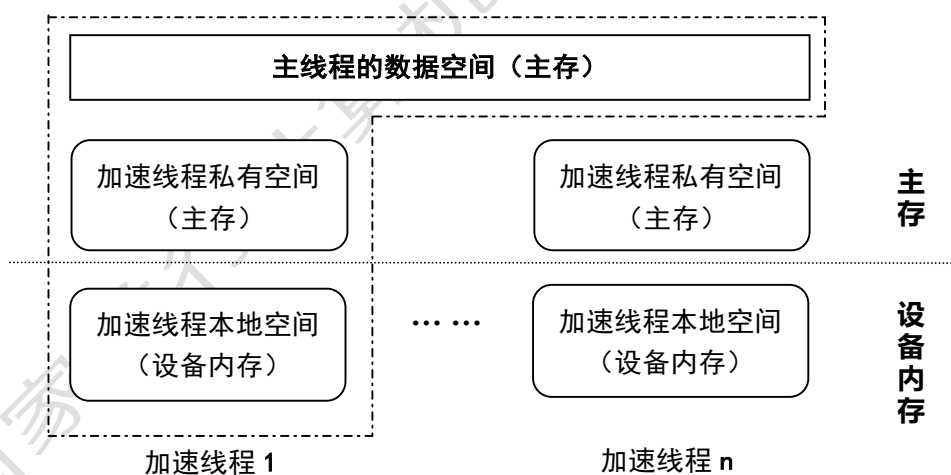 主线程的数据空间（主存）
加速线程私有空间
（主存）
加速线程私有空间
（主存）
主存
加速线程本地空间
（设备内存）
... ...
加速线程本地空间
（设备内存）
设备内存
加速线程 1
加速线程 n